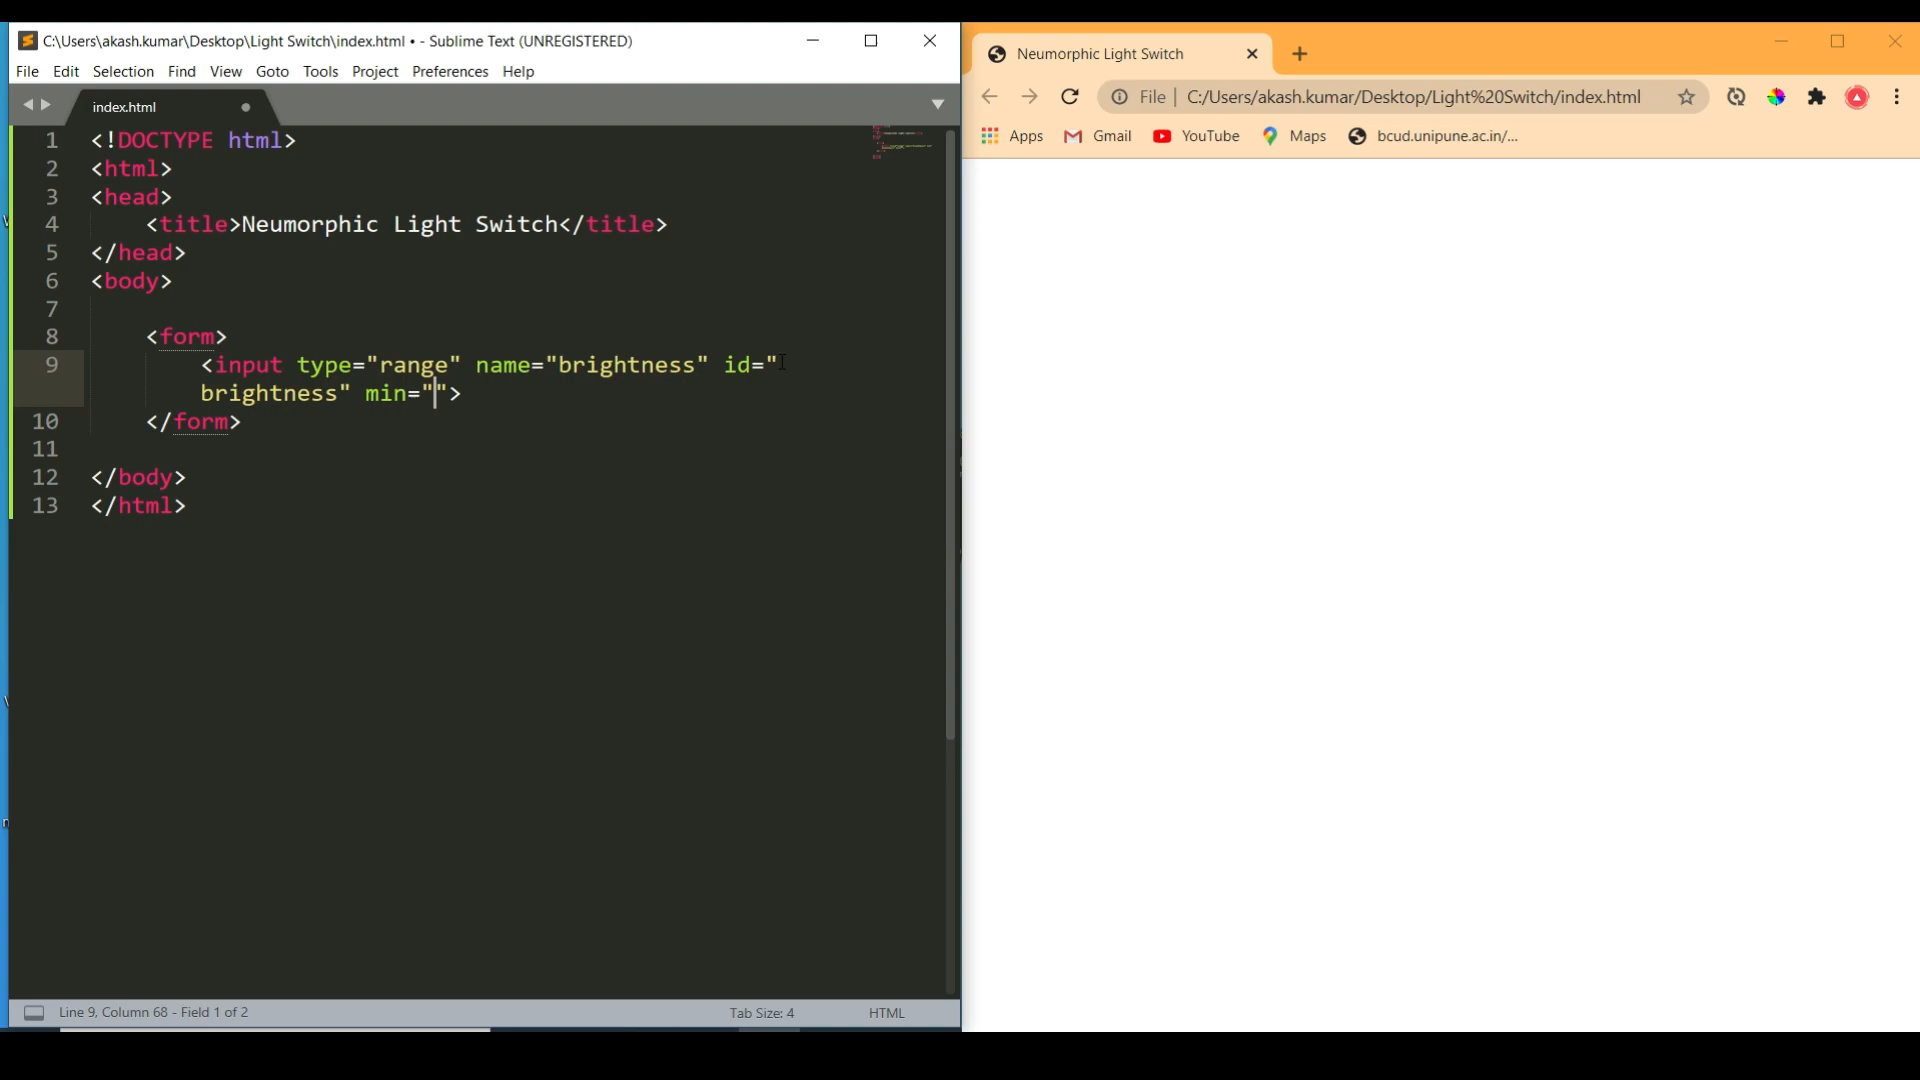 C:\Users\akash.kumar\Desktop\Light Switch\index.html • - Sublime Text (UNREGISTERED)
File Edit Selection Find View Goto Tools Project Preferences Help
index.html
1 <!DOCTYPE html>
2 <html>
3 <head>
4 <title>Neumorphic Light Switch</title>
5 </head>
6 <body>
7
8 <form>
9 <input type="range" name="brightness" id="
brightness" min="">
10 </form>
11
12 </body>
13 </html>
Line 9, Column 68 - Field 1 of 2
Tab Size: 4
HTML
Neumorphic Light Switch
File C:/Users/akash.kumar/Desktop/Light%20Switch/index.html
Apps Gmail YouTube Maps bcud.unipune.ac.in/...